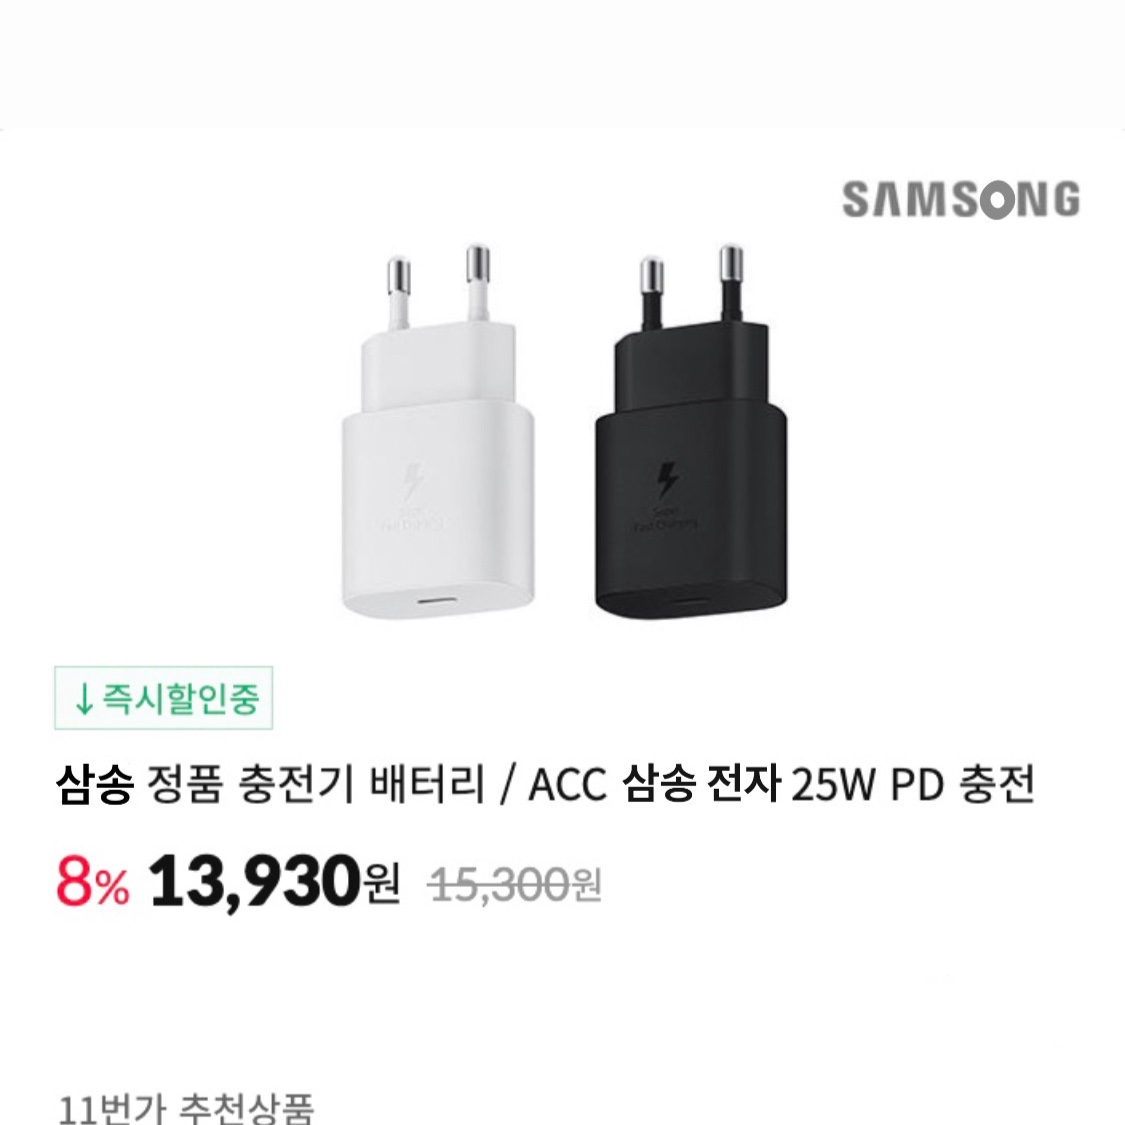 SAMSONG
Super
Fast Charging
Super
Fast Charging
↓즉시할인중
삼송 정품 충전기 배터리 / ACC 삼송 전자 25W PD 충전
8% 13,930원 15,300원
11번가 추천상품